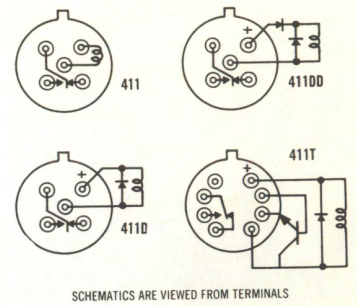 +
411
411DD
+
411D
+
411T
SCHEMATICS ARE VIEWED FROM TERMINALS